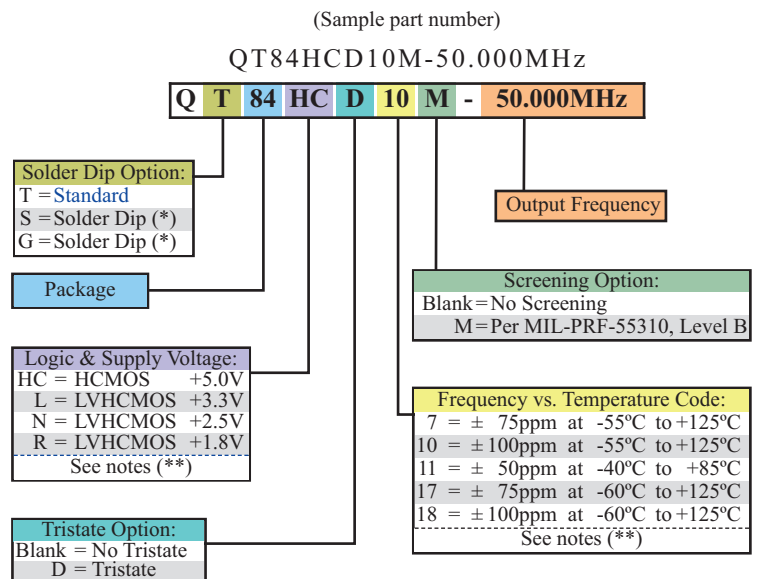 (Sample part number)
QT84HCD10M-50.000MHz
Q T 84 HC D 10 M - 50.000MHz
Solder Dip Option:
T = Standard
S = Solder Dip (*)
G = Solder Dip (*)
Package
Logic & Supply Voltage:
HC = HCMOS +5.0V
L = LVHCMOS +3.3V
N = LVHCMOS +2.5V
R = LVHCMOS +1.8V
See notes (**)
Tristate Option:
Blank = No Tristate
D = Tristate
Output Frequency
Screening Option:
Blank = No Screening
M = Per MIL-PRF-55310, Level B
Frequency vs. Temperature Code:
7 = ± 75ppm at -55ºC to +125ºC
10 = ± 100ppm at -55ºC to +125ºC
11 = ± 50ppm at -40ºC to +85ºC
17 = ± 75ppm at -60ºC to +125ºC
18 = ± 100ppm at -60ºC to +125ºC
See notes (**)